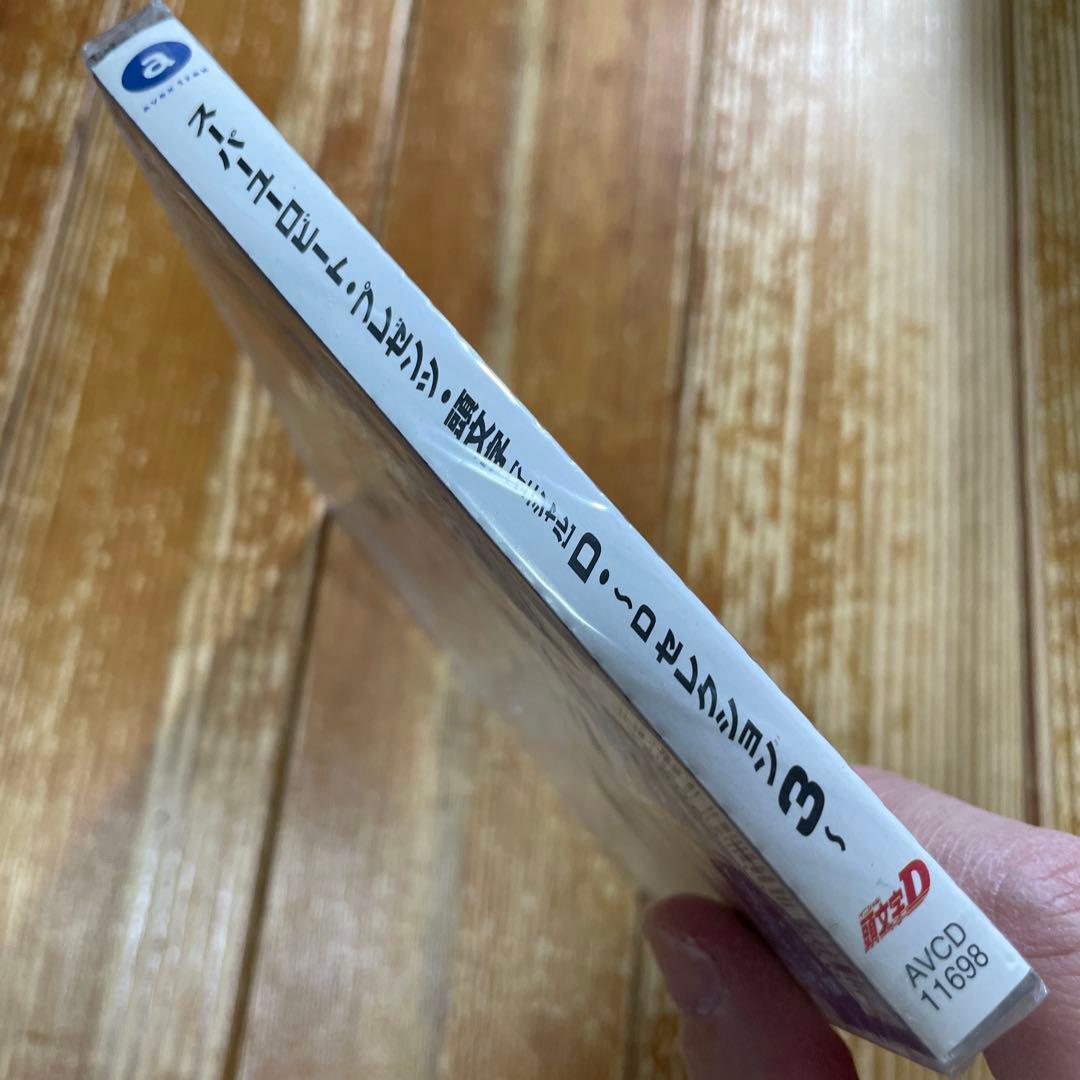 a
avex trax
スーパーユーロビート・プレゼンツ・頭文字[イニシャル]D・～D セレクション 3～
頭文字D
AVCD
11698